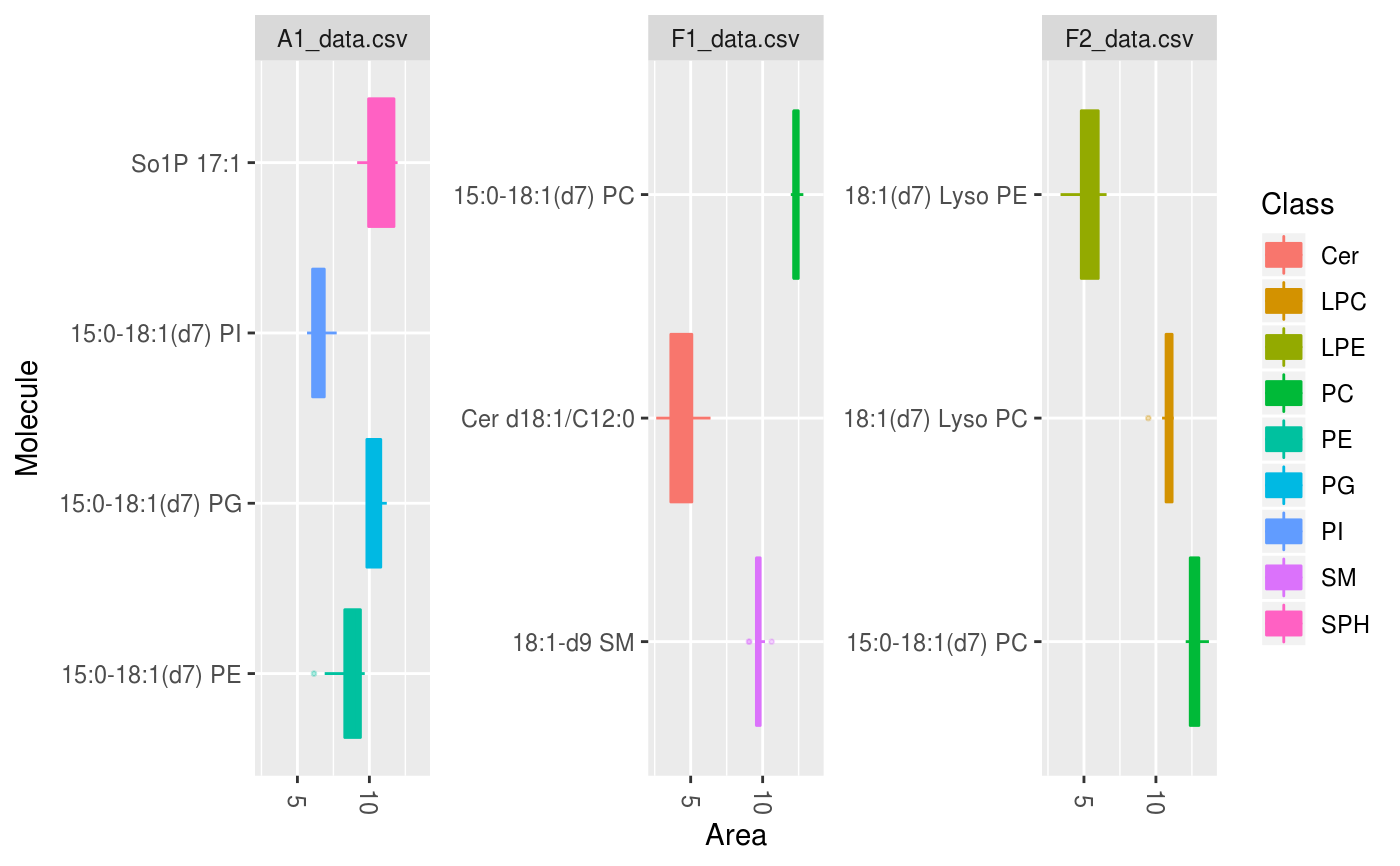 A1_data.csv
F1_data.csv
F2_data.csv
Molecule
So1P 17:1
15:0-18:1(d7) PI
15:0-18:1(d7) PG
15:0-18:1(d7) PE
5
10
15:0-18:1(d7) PC
Cer d18:1/C12:0
18:1-d9 SM
5
10
18:1(d7) Lyso PE
18:1(d7) Lyso PC
15:0-18:1(d7) PC
5
10
Area
Class
Cer
LPC
LPE
PC
PE
PG
PI
SM
SPH